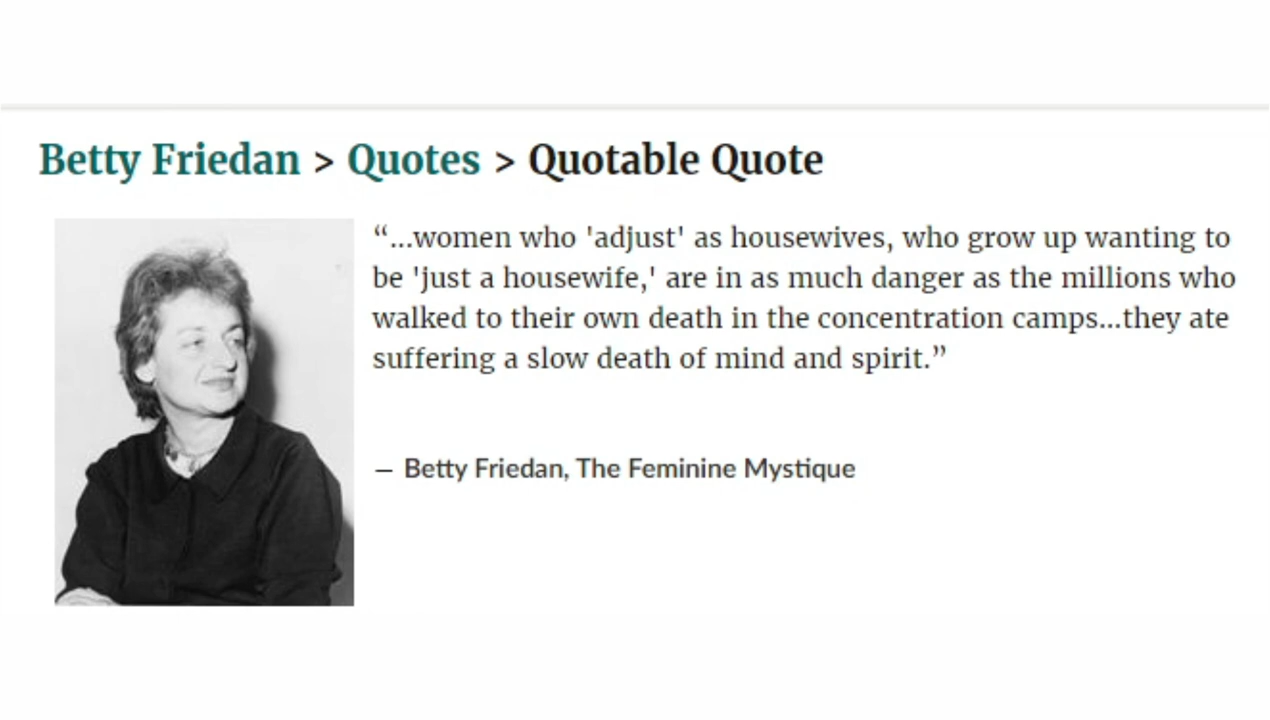 Betty Friedan > Quotes > Quotable Quote
“...women who 'adjust' as housewives, who grow up wanting to
be 'just a housewife,' are in as much danger as the millions who
walked to their own death in the concentration camps...they ate
suffering a slow death of mind and spirit.”
― Betty Friedan, The Feminine Mystique